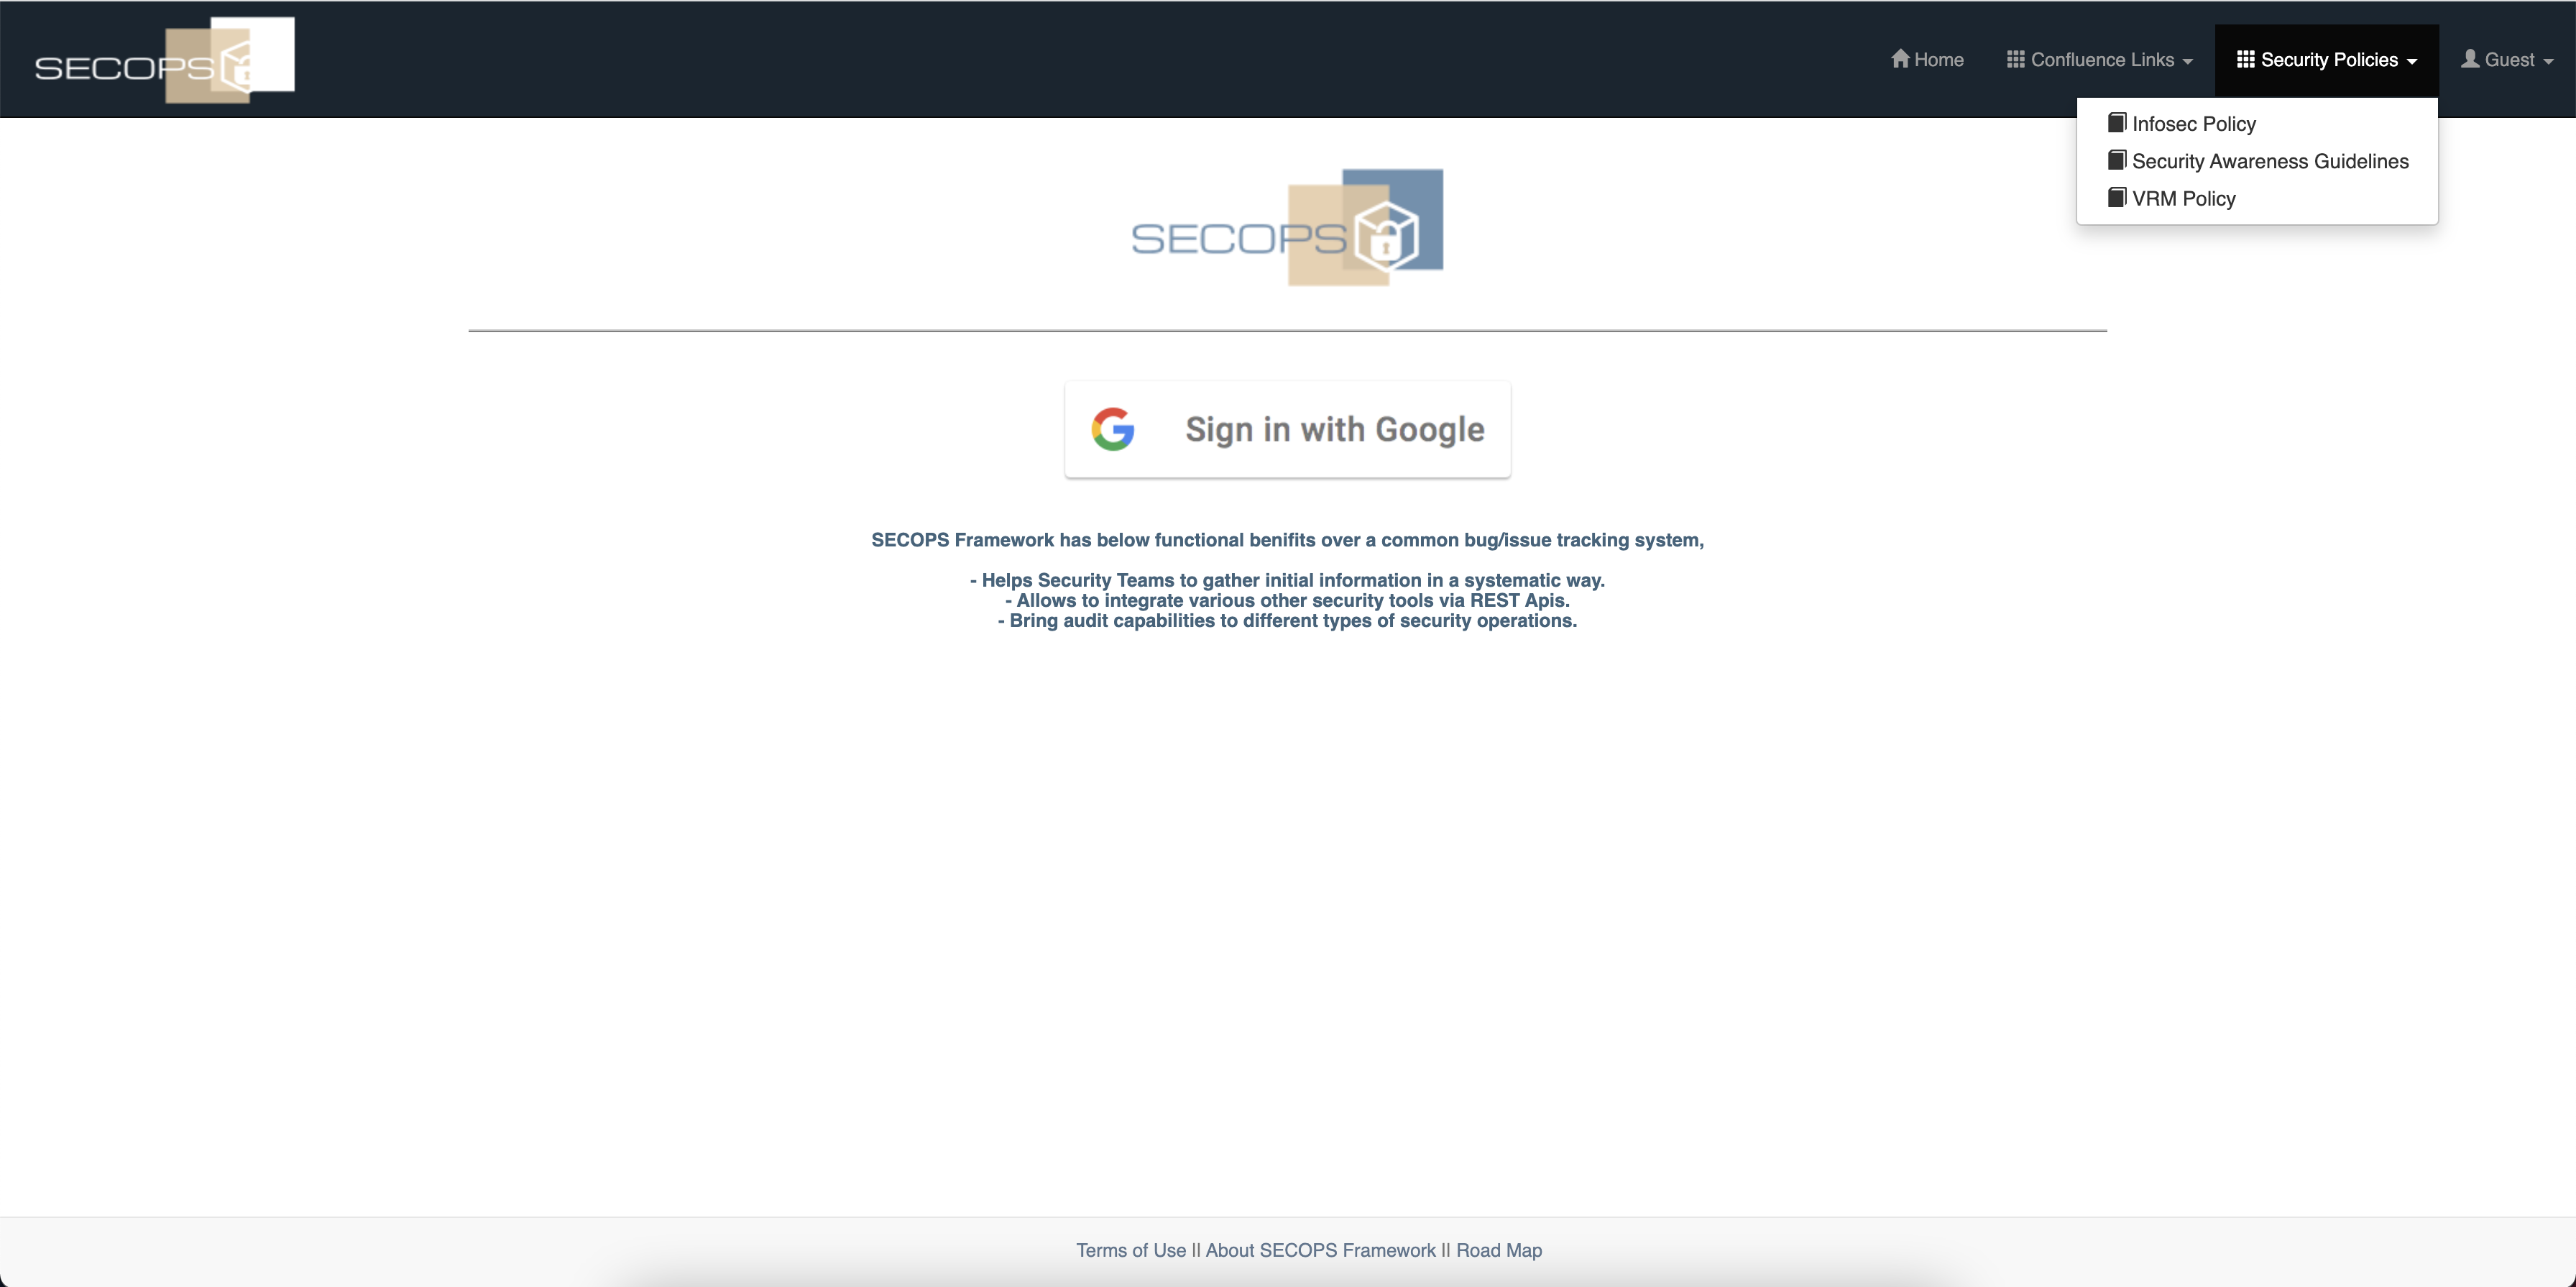 SECOPS
Home
Confluence Links
Security Policies
Guest
Infosec Policy
Security Awareness Guidelines
VRM Policy
SECOPS
Sign in with Google
SECOPS Framework has below functional benifits over a common bug/issue tracking system,
- Helps Security Teams to gather initial information in a systematic way.
- Allows to integrate various other security tools via REST Apis.
- Bring audit capabilities to different types of security operations.
Terms of Use || About SECOPS Framework || Road Map